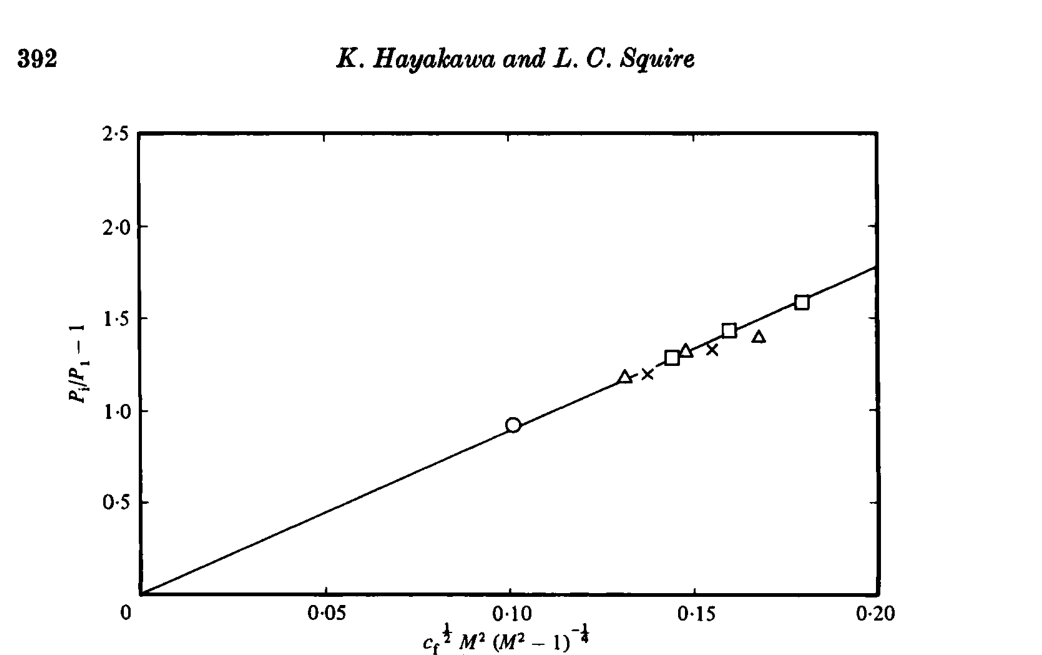 392 K. Hayakawa and L. C. Squire
2·5
2·0
1·5
1·0
0·5
P_i/P_1 − 1
0 0·05 0·10 0·15 0·20
c_f^{1/2} M² (M² − 1)^{−1/4}